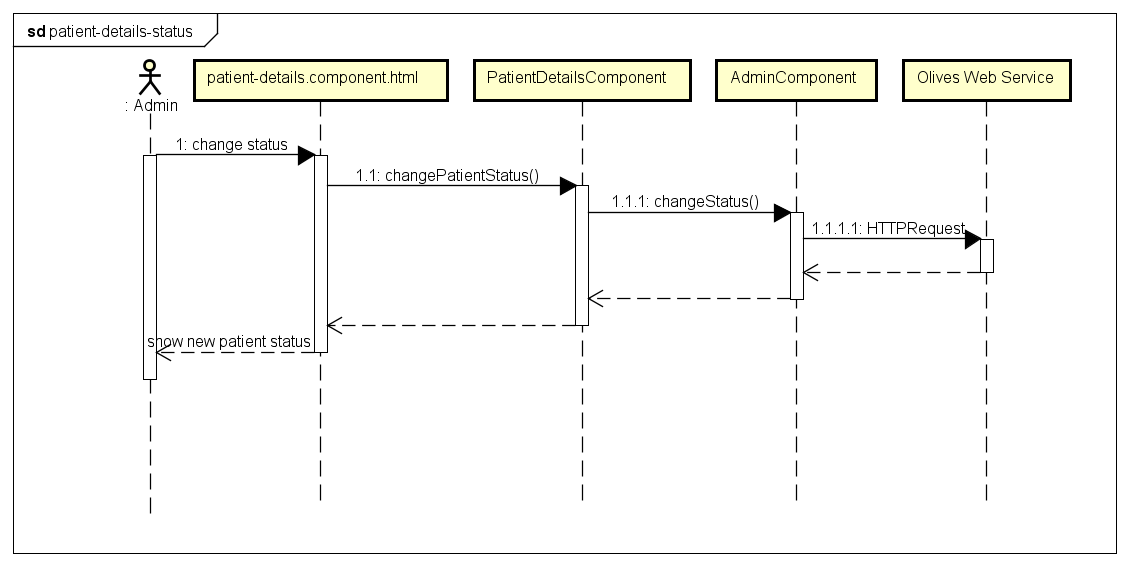 sd patient-details-status
: Admin
patient-details.component.html
PatientDetailsComponent
AdminComponent
Olives Web Service
1: change status
1.1: changePatientStatus()
1.1.1: changeStatus()
1.1.1.1: HTTPRequest
show new patient status